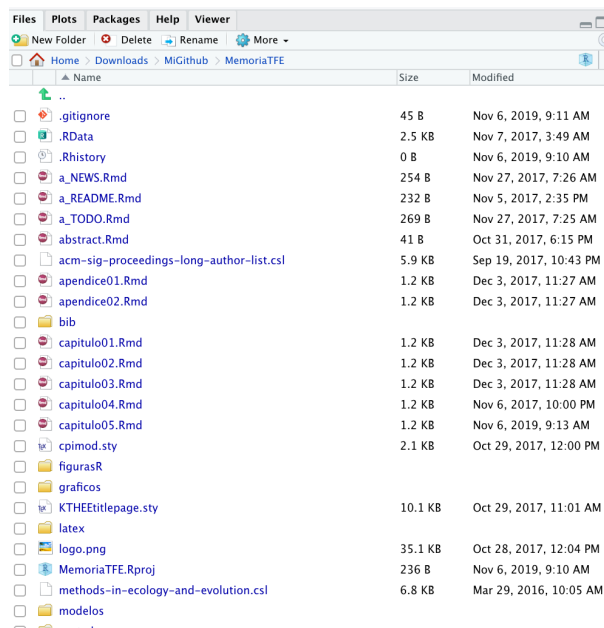 Files Plots Packages Help Viewer
New Folder Delete Rename More
Home > Downloads > MiGithub > MemoriaTFE
Name Size Modified
..
.gitignore 45 B Nov 6, 2019, 9:11 AM
.RData 2.5 KB Nov 7, 2017, 3:49 AM
.Rhistory 0 B Nov 6, 2019, 9:10 AM
a_NEWS.Rmd 254 B Nov 27, 2017, 7:26 AM
a_README.Rmd 232 B Nov 5, 2017, 2:35 PM
a_TODO.Rmd 269 B Nov 27, 2017, 7:25 AM
abstract.Rmd 41 B Oct 31, 2017, 6:15 PM
acm-sig-proceedings-long-author-list.csl 5.9 KB Sep 19, 2017, 10:43 PM
apendice01.Rmd 1.2 KB Dec 3, 2017, 11:27 AM
apendice02.Rmd 1.2 KB Dec 3, 2017, 11:27 AM
bib
capitulo01.Rmd 1.2 KB Dec 3, 2017, 11:28 AM
capitulo02.Rmd 1.2 KB Dec 3, 2017, 11:28 AM
capitulo03.Rmd 1.2 KB Dec 3, 2017, 11:28 AM
capitulo04.Rmd 1.2 KB Nov 6, 2017, 10:00 PM
capitulo05.Rmd 1.2 KB Nov 6, 2019, 9:13 AM
cpimod.sty 2.1 KB Oct 29, 2017, 12:00 PM
figurasR
graficos
KTHEEtitlepage.sty 10.1 KB Oct 29, 2017, 11:01 AM
latex
logo.png 35.1 KB Oct 28, 2017, 12:04 PM
MemoriaTFE.Rproj 236 B Nov 6, 2019, 9:10 AM
methods-in-ecology-and-evolution.csl 6.8 KB Mar 29, 2016, 10:05 AM
modelos